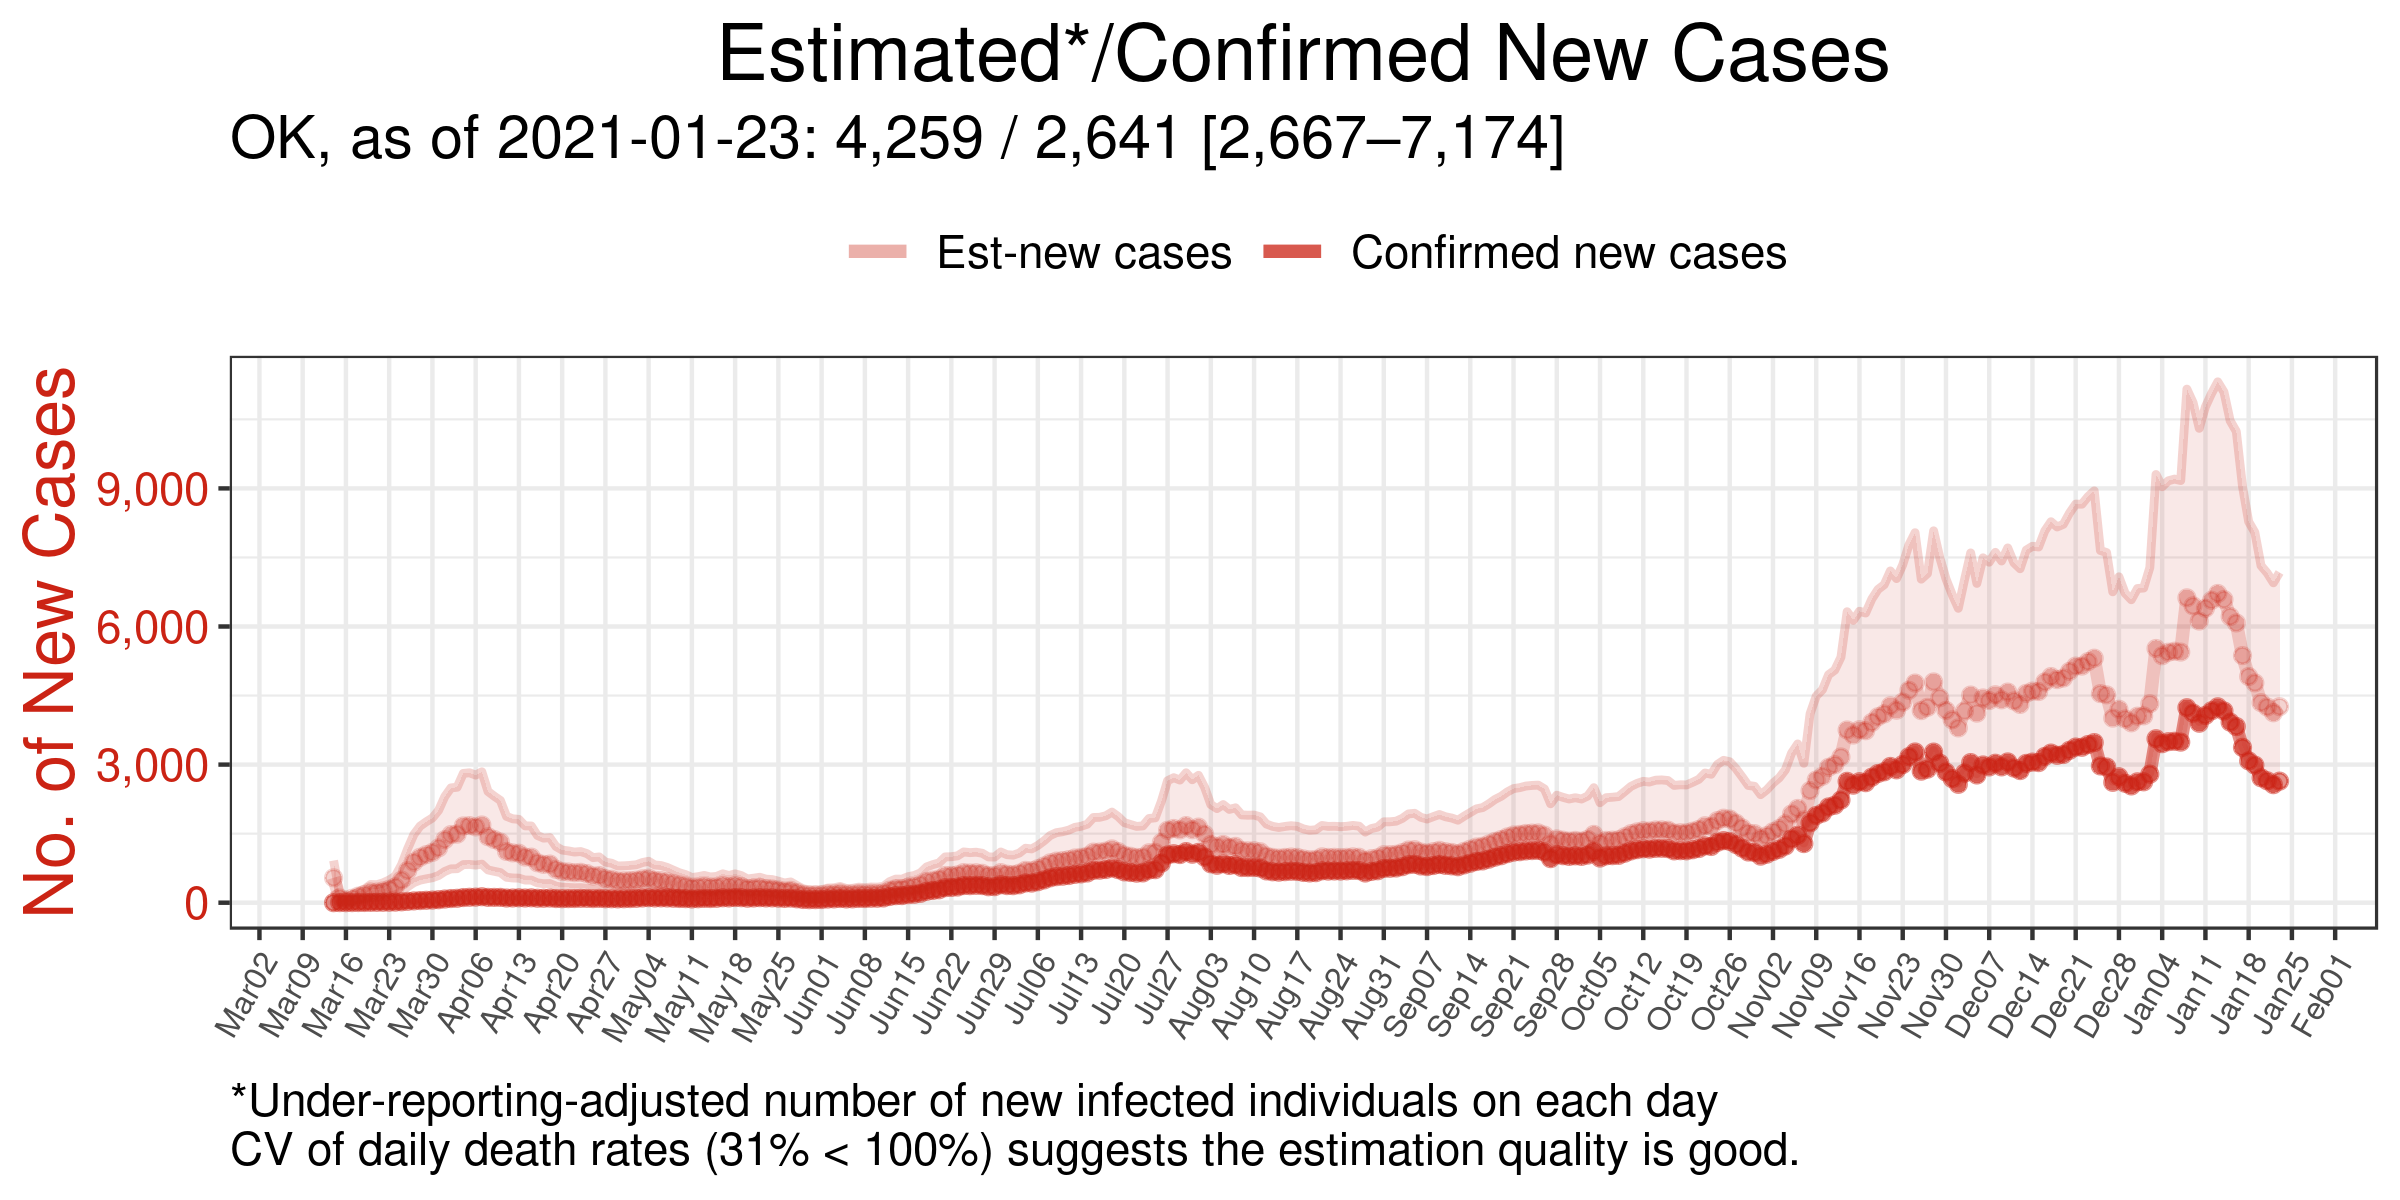 Estimated*/Confirmed New Cases
OK, as of 2021-01-23: 4,259 / 2,641 [2,667–7,174]
Est-new cases Confirmed new cases
No. of New Cases
9,000
6,000
3,000
0
Mar02 Mar09 Mar16 Mar23 Mar30 Apr06 Apr13 Apr20 Apr27 May04 May11 May18 May25 Jun01 Jun08 Jun15 Jun22 Jun29 Jul06 Jul13 Jul20 Jul27 Aug03 Aug10 Aug17 Aug24 Aug31 Sep07 Sep14 Sep21 Sep28 Oct05 Oct12 Oct19 Oct26 Nov02 Nov09 Nov16 Nov23 Nov30 Dec07 Dec14 Dec21 Dec28 Jan04 Jan11 Jan18 Jan25 Feb01
*Under-reporting-adjusted number of new infected individuals on each day
CV of daily death rates (31% < 100%) suggests the estimation quality is good.